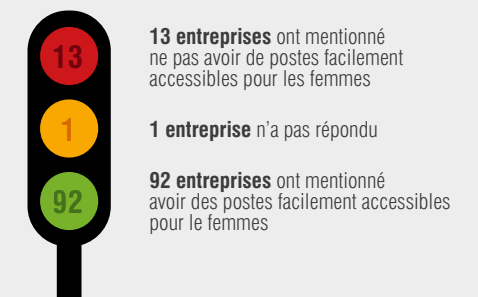 13
13 entreprises ont mentionné
ne pas avoir de postes facilement
accessibles pour les femmes
1
1 entreprise n'a pas répondu
92
92 entreprises ont mentionné
avoir des postes facilement accessibles
pour le femmes